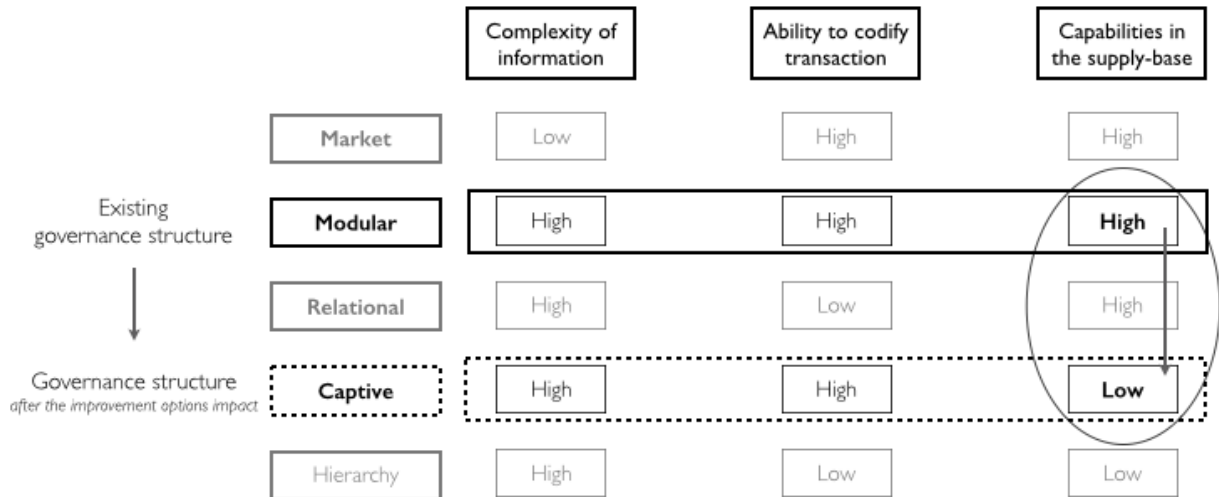 Complexity of
information
Ability to codify
transaction
Capabilities in
the supply-base
Market
Low
High
High
Existing
governance structure
Modular
High
High
High
Relational
High
Low
High
Governance structure
after the improvement options impact
Captive
High
High
Low
Hierarchy
High
Low
Low